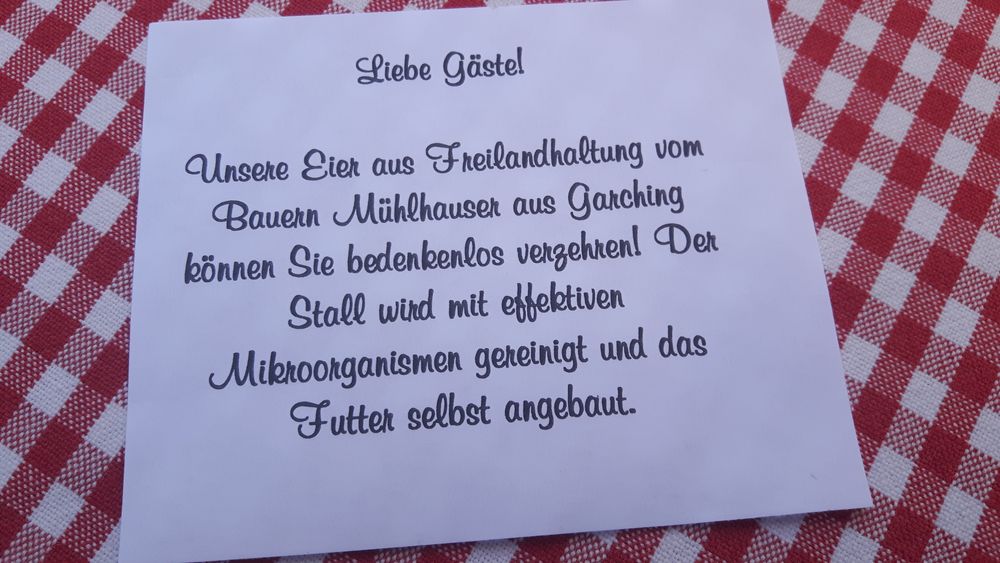 Liebe Gäste!
Unsere Eier aus Freilandhaltung vom
Bauern Mühlhauser aus Garching
können Sie bedenkenlos verzehren! Der
Stall wird mit effektiven
Mikroorganismen gereinigt und das
Futter selbst angebaut.